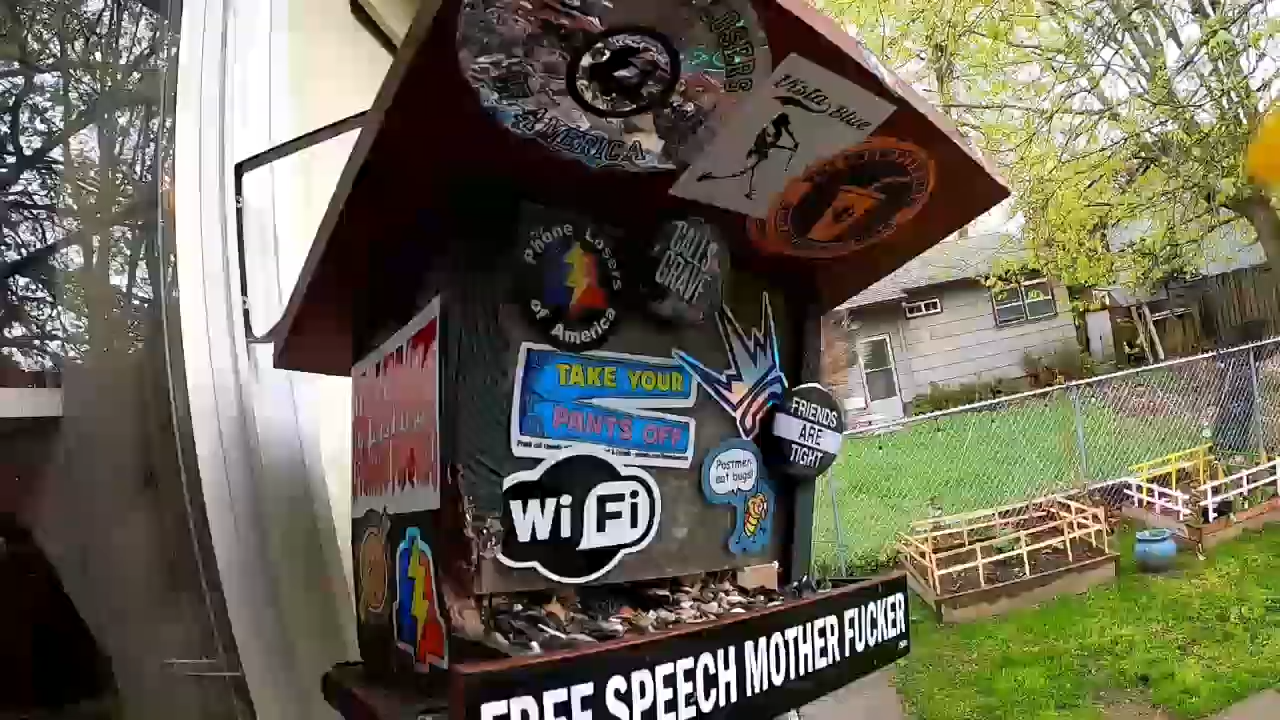 LOSERS
AMERICA
Vista Blue
Phone Losers
of America
CALLS
GRAVE
TAKE YOUR
PANTS OFF
FRIENDS
ARE
TIGHT
Postmen
eat bugs!
WiFi
FREE SPEECH MOTHER FUCKER